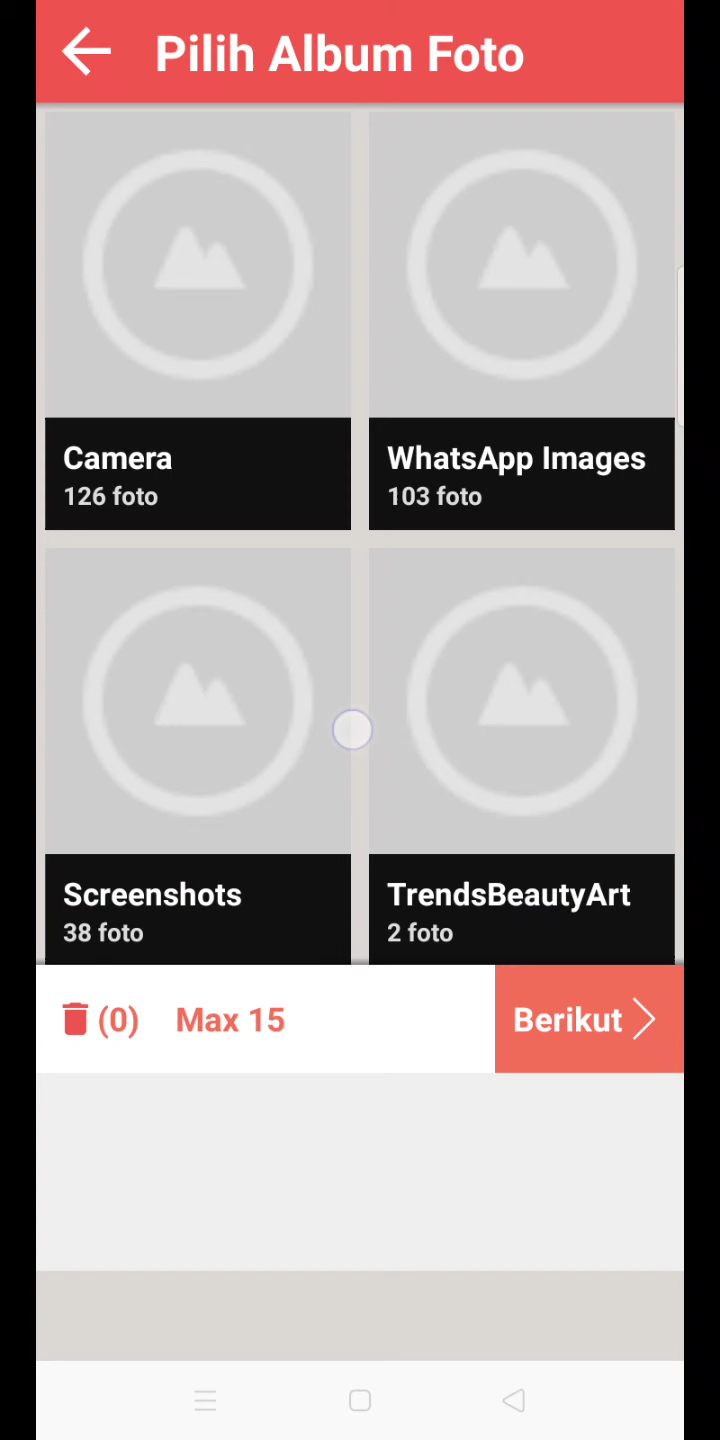 Pilih Album Foto
Camera
126 foto
WhatsApp Images
103 foto
Screenshots
38 foto
TrendsBeautyArt
2 foto
(0) Max 15
Berikut